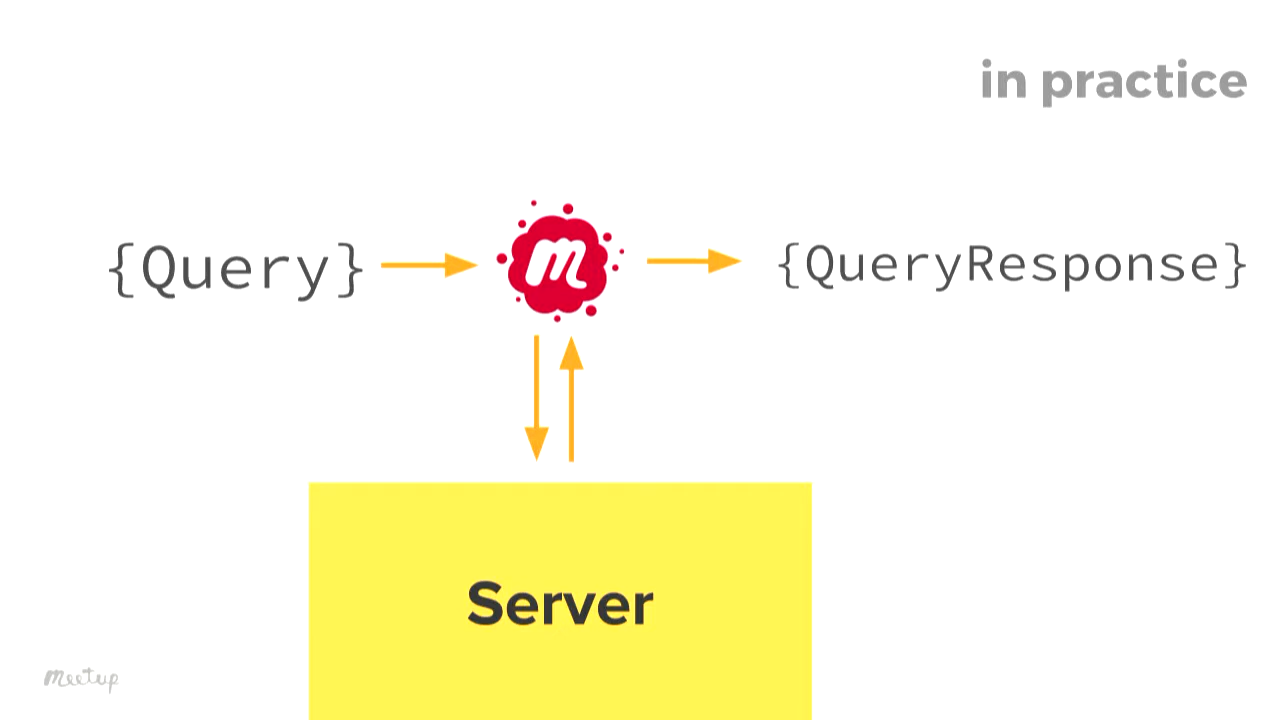 in practice
{Query}
m
{QueryResponse}
Server
meetup